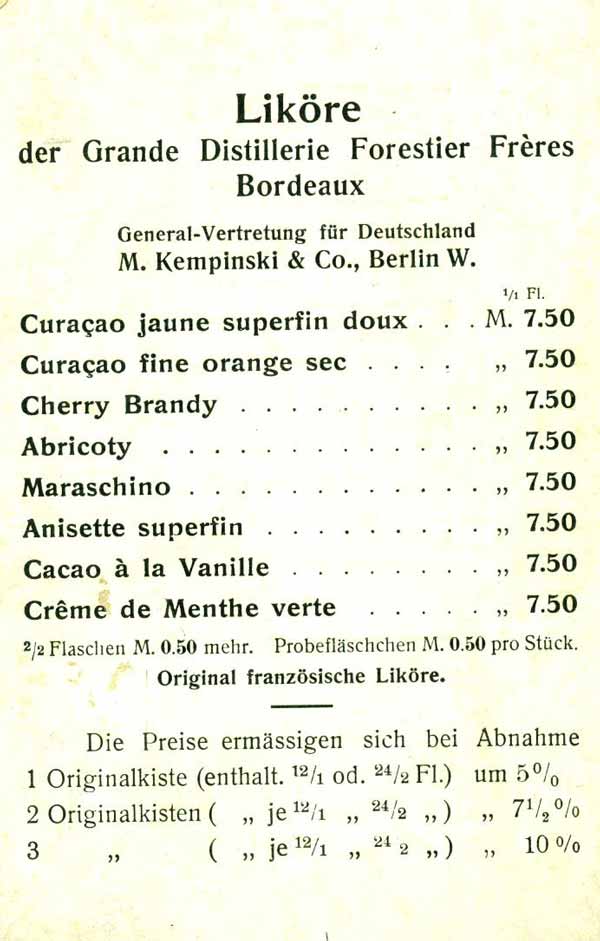 Liköre
der Grande Distillerie Forestier Frères
Bordeaux
General-Vertretung für Deutschland
M. Kempinski & Co., Berlin W.
1/1 Fl.
Curaçao jaune superfin doux . . . M. 7.50
Curaçao fine orange sec . . . . „ 7.50
Cherry Brandy . . . . . . . . . . „ 7.50
Abricoty . . . . . . . . . . . . . „ 7.50
Maraschino . . . . . . . . . . . . „ 7.50
Anisette superfin . . . . . . . . . „ 7.50
Cacao à la Vanille . . . . . . . . „ 7.50
Crême de Menthe verte . . . . . „ 7.50
2/2 Flaschen M. 0.50 mehr. Probefläschchen M. 0.50 pro Stück.
Original französische Liköre.
Die Preise ermässigen sich bei Abnahme
1 Originalkiste (enthalt. 12/1 od. 24/2 Fl.) um 5%
2 Originalkisten ( „ je 12/1 „ 24/2 „ ) „ 7 1/2 %
3 „ ( „ je 12/1 „ 24 2 „ ) „ 10 %